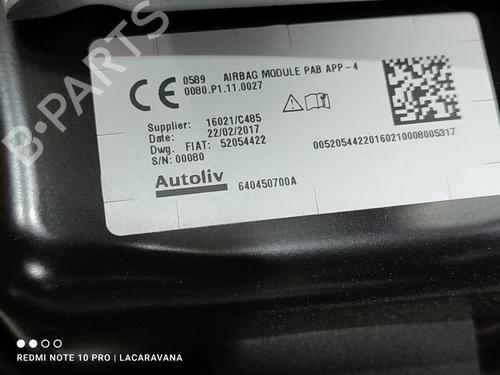 B-PARTS
CE 0589 AIRBAG MODULE PAB APP-4
0080.P1.11.0027
Supplier: 16021/C485
Date: 22/02/2017
Dwg. FIAT: 52054422
S/N: 00080
00520544220160210008005317
Autoliv 640450700A
REDMI NOTE 10 PRO | LACARAVANA